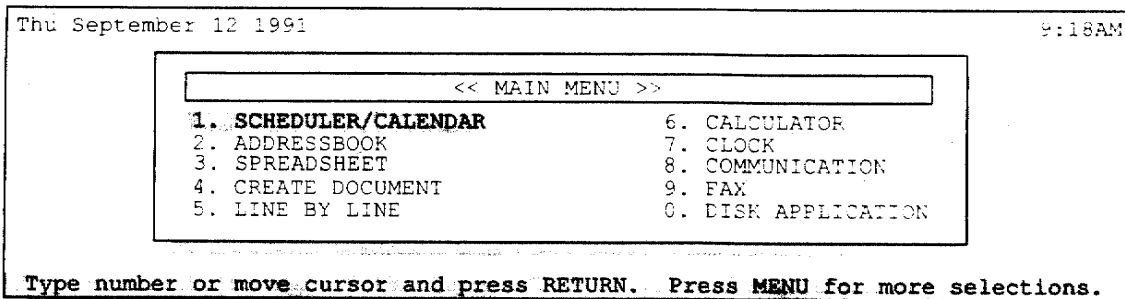 Thu September 12 1991 9:18AM
<< MAIN MENU >>
1. SCHEDULER/CALENDAR
2. ADDRESSBOOK
3. SPREADSHEET
4. CREATE DOCUMENT
5. LINE BY LINE
6. CALCULATOR
7. CLOCK
8. COMMUNICATION
9. FAX
0. DISK APPLICATION
Type number or move cursor and press RETURN. Press MENU for more selections.